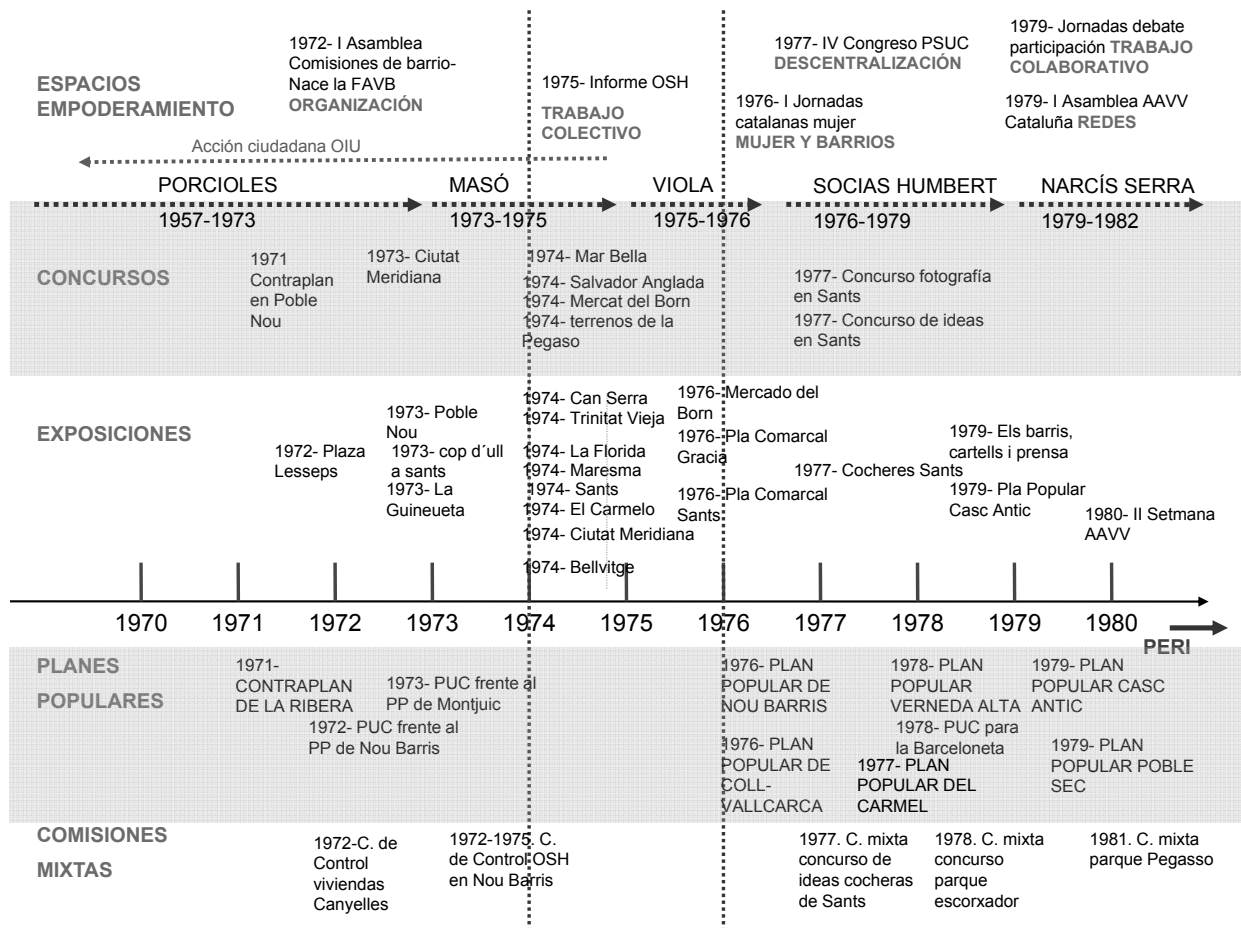 ESPACIOS
EMPODERAMIENTO
1972- I Asamblea
Comisiones de barrio-
Nace la FAVB
ORGANIZACIÓN
1975- Informe OSH
TRABAJO
COLECTIVO
1977- IV Congreso PSUC
DESCENTRALIZACIÓN
1976- I Jornadas
catalanas mujer
MUJER Y BARRIOS
1979- Jornadas debate
participación TRABAJO
COLABORATIVO
1979- I Asamblea AAVV
Cataluña REDES
Acción ciudadana OIU
PORCIOLES
1957-1973
MASÓ
1973-1975
VIOLA
1975-1976
SOCIAS HUMBERT
1976-1979
NARCÍS SERRA
1979-1982
CONCURSOS
1971
Contraplan
en Poble
Nou
1973- Ciutat
Meridiana
1974- Mar Bella
1974- Salvador Anglada
1974- Mercat del Born
1974- terrenos de la
Pegaso
1977- Concurso fotografía
en Sants
1977- Concurso de ideas
en Sants
EXPOSICIONES
1972- Plaza
Lesseps
1973- Poble
Nou
1973- cop d´ull
a sants
1973- La
Guineueta
1974- Can Serra
1974- Trinitat Vieja
1974- La Florida
1974- Maresma
1974- Sants
1974- El Carmelo
1974- Ciutat Meridiana
1974- Bellvitge
1976- Mercado del
Born
1976- Pla Comarcal
Gracia
1976- Pla Comarcal
Sants
1977- Cocheres Sants
1979- Els barris,
cartells i prensa
1979- Pla Popular
Casc Antic
1980- II Setmana
AAVV
1970
1971
1972
1973
1974
1975
1976
1977
1978
1979
1980
PERI
PLANES
POPULARES
1971-
CONTRAPLAN
DE LA RIBERA
1972- PUC frente al
PP de Nou Barris
1973- PUC frente al
PP de Montjuic
1976- PLAN
POPULAR DE
NOU BARRIS
1976- PLAN
POPULAR DE
COLL-
VALLCARCA
1978- PLAN
POPULAR
VERNEDA ALTA
1978- PUC para
la Barceloneta
1977- PLAN
POPULAR DEL
CARMEL
1979- PLAN
POPULAR CASC
ANTIC
1979- PLAN
POPULAR POBLE
SEC
COMISIONES
MIXTAS
1972-C. de
Control
viviendas
Canyelles
1972-1975. C.
de Control OSH
en Nou Barris
1977. C. mixta
concurso de
ideas cocheras
de Sants
1978. C. mixta
concurso
parque
escorxador
1981. C. mixta
parque Pegasso